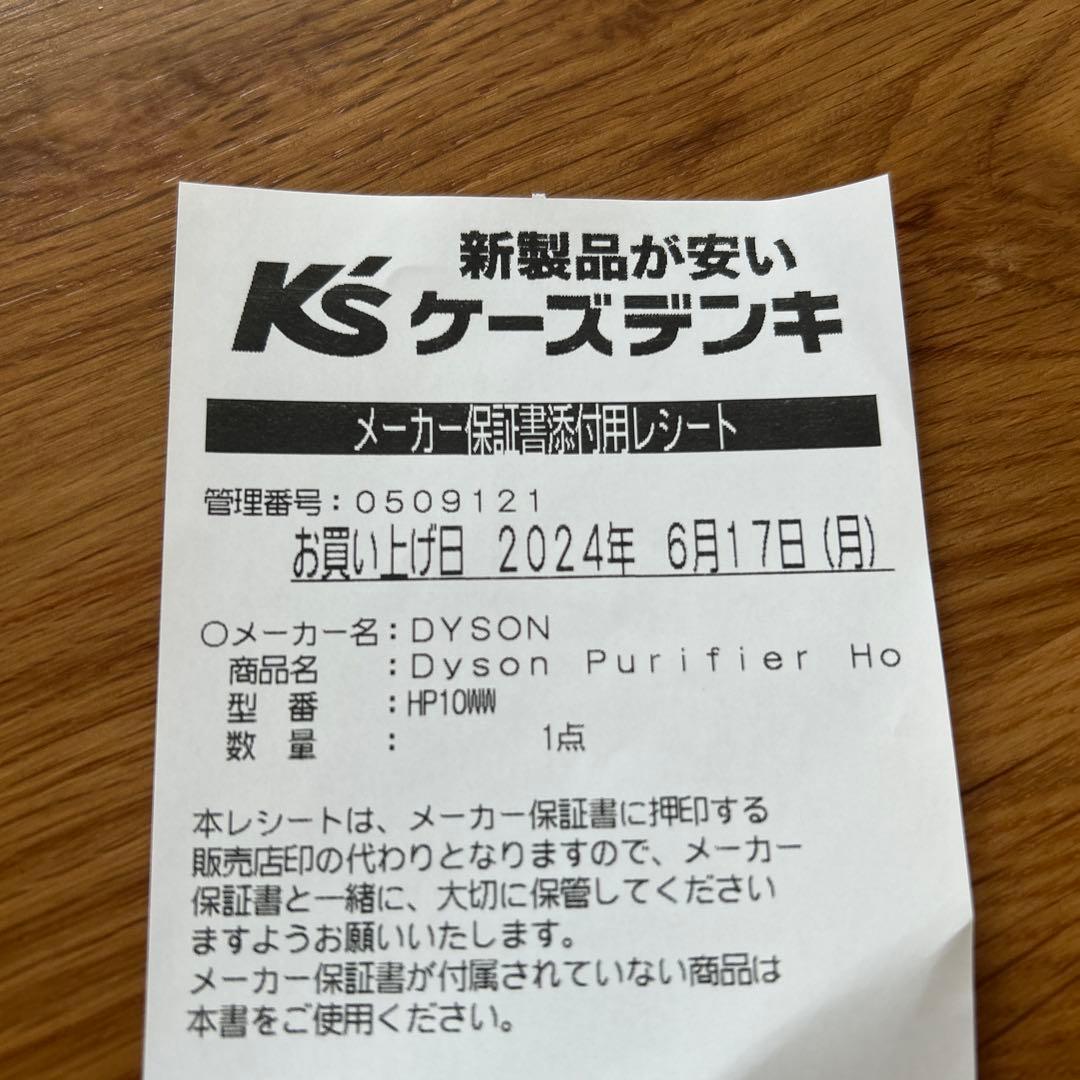 新製品が安い
K's ケーズデンキ
メーカー保証書添付用レシート
管理番号：０５０９１２１
お買い上げ日 2024年 6月17日(月)
○メーカー名：ＤＹＳＯＮ
商品名 ：Ｄｙｓｏｎ Ｐｕｒｉｆｉｅｒ Ｈｏ
型 番 ：HP10WW
数 量 ： 1点
本レシートは、メーカー保証書に押印する
販売店印の代わりとなりますので、メーカー
保証書と一緒に、大切に保管してください
ますようお願いいたします。
メーカー保証書が付属されていない商品は
本書をご使用ください。